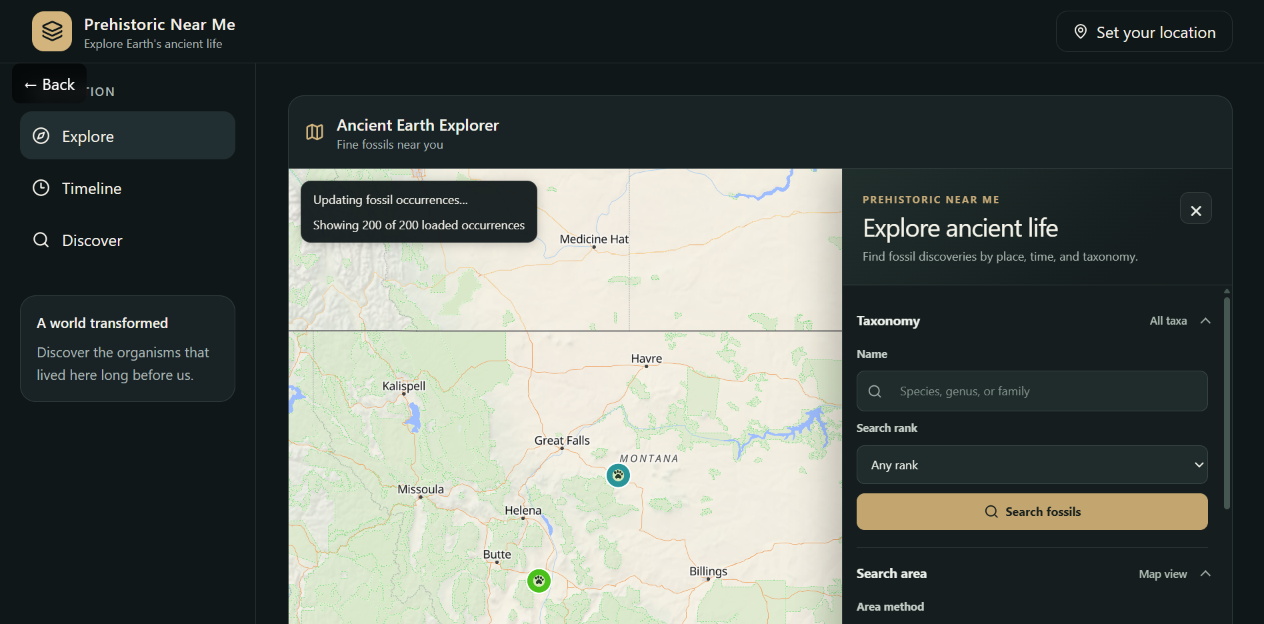 Prehistoric Near Me
Explore Earth's ancient life
Set your location
← Back
TION
Explore
Timeline
Discover
A world transformed
Discover the organisms that
lived here long before us.
Ancient Earth Explorer
Fine fossils near you
Updating fossil occurrences...
Showing 200 of 200 loaded occurrences
Medicine Hat
Havre
Kalispell
Great Falls
MONTANA
Missoula
Helena
Butte
Billings
PREHISTORIC NEAR ME
Explore ancient life
Find fossil discoveries by place, time, and taxonomy.
Taxonomy
All taxa
Name
Species, genus, or family
Search rank
Any rank
Search fossils
Search area
Map view
Area method